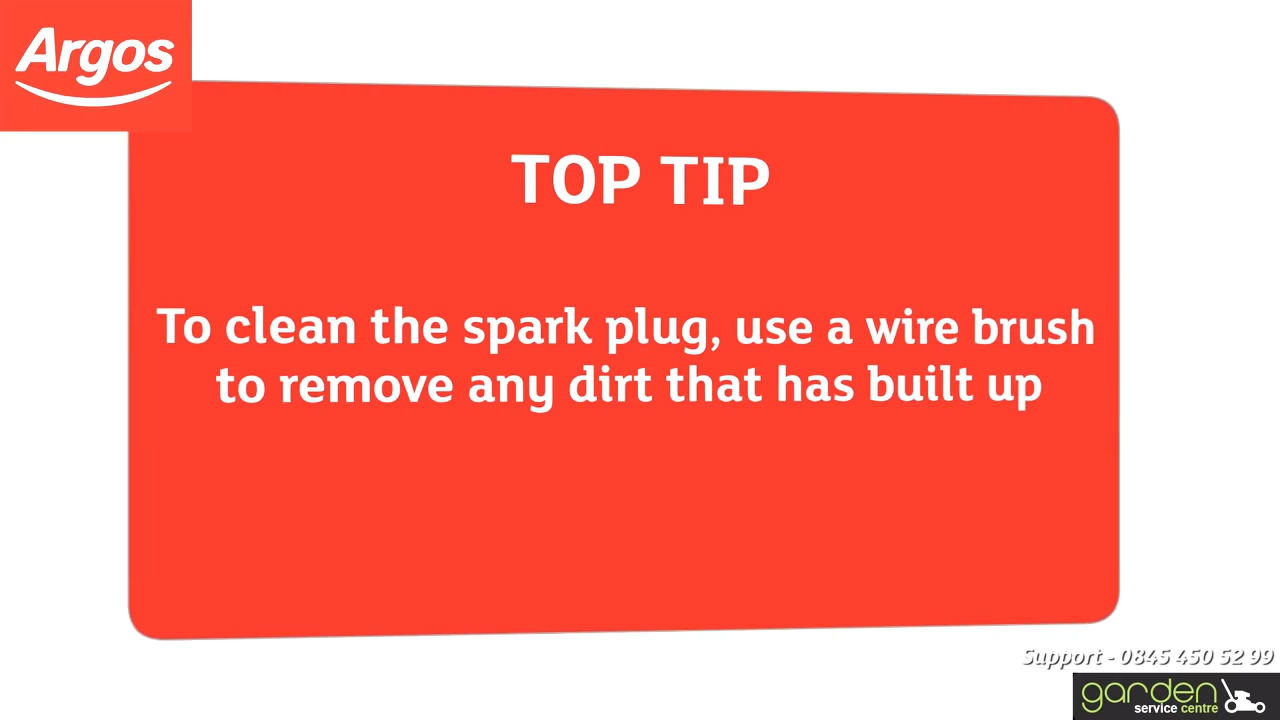 Argos
TOP TIP
To clean the spark plug, use a wire brush
to remove any dirt that has built up
Support - 0845 450 52 99
garden
service centre